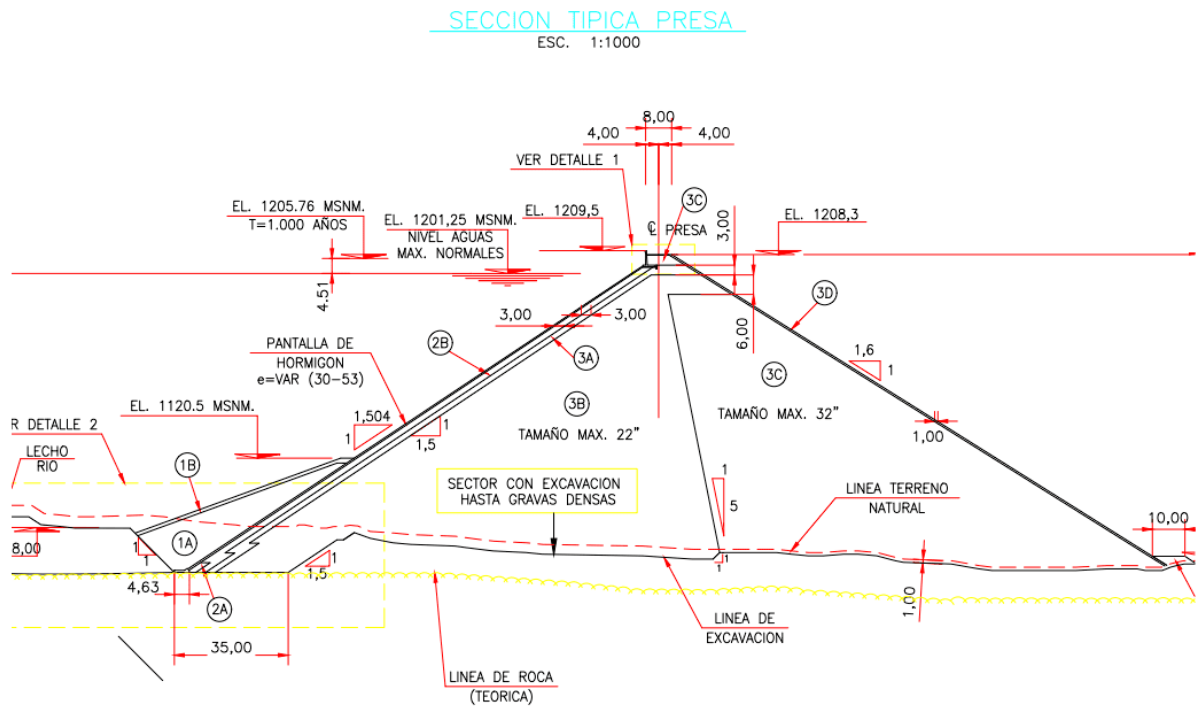 SECCION TIPICA PRESA
ESC. 1:1000
8,00
4,00
4,00
VER DETALLE 1
3C
EL. 1205.76 MSNM.
T=1.000 AÑOS
EL. 1201,25 MSNM.
NIVEL AGUAS
MAX. NORMALES
EL. 1209,5
℄ PRESA
3,00
EL. 1208,3
4.51
3,00
3,00
6,00
3D
2B
3A
PANTALLA DE
HORMIGON
e=VAR (30-53)
1,6
1
3B
TAMAÑO MAX. 22”
3C
TAMAÑO MAX. 32”
EL. 1120.5 MSNM.
1,504
1
1
1,5
1,00
R DETALLE 2
LECHO
RIO
1B
SECTOR CON EXCAVACION
HASTA GRAVAS DENSAS
1
5
LINEA TERRENO
NATURAL
8,00
1
1
1A
1
1,5
1
1
10,00
4,63
2A
1,00
35,00
LINEA DE
EXCAVACION
LINEA DE ROCA
(TEORICA)